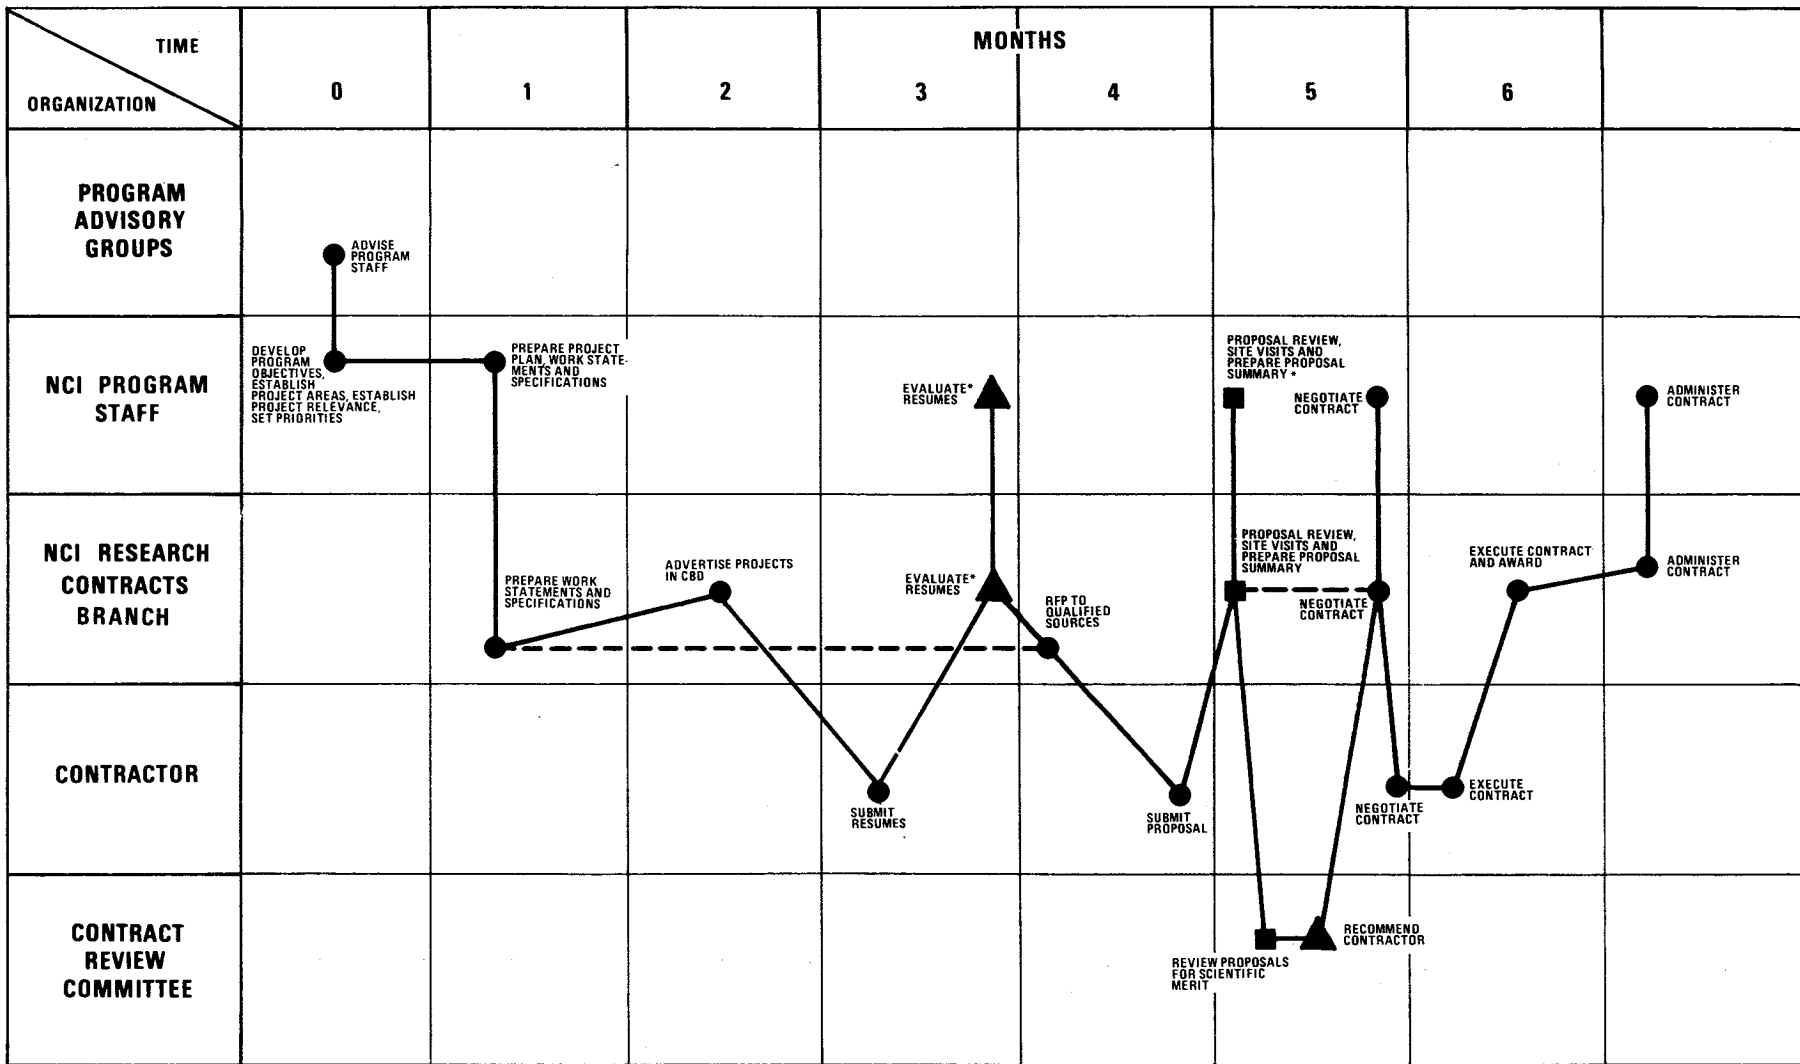 TIME
ORGANIZATION
MONTHS
0
1
2
3
4
5
6
PROGRAM
ADVISORY
GROUPS
ADVISE
PROGRAM
STAFF
NCI PROGRAM
STAFF
DEVELOP
PROGRAM
OBJECTIVES,
ESTABLISH
PROJECT AREAS, ESTABLISH
PROJECT RELEVANCE,
SET PRIORITIES
PREPARE PROJECT
PLAN, WORK STATE-
MENTS AND
SPECIFICATIONS
EVALUATE*
RESUMES
PROPOSAL REVIEW,
SITE VISITS AND
PREPARE PROPOSAL
SUMMARY *
NEGOTIATE
CONTRACT
ADMINISTER
CONTRACT
NCI RESEARCH
CONTRACTS
BRANCH
PREPARE WORK
STATEMENTS AND
SPECIFICATIONS
ADVERTISE PROJECTS
IN CBD
EVALUATE*
RESUMES
RFP TO
QUALIFIED
SOURCES
PROPOSAL REVIEW,
SITE VISITS AND
PREPARE PROPOSAL
SUMMARY
NEGOTIATE
CONTRACT
EXECUTE CONTRACT
AND AWARD
ADMINISTER
CONTRACT
CONTRACTOR
SUBMIT
RESUMES
SUBMIT
PROPOSAL
NEGOTIATE
CONTRACT
EXECUTE
CONTRACT
CONTRACT
REVIEW
COMMITTEE
REVIEW PROPOSALS
FOR SCIENTIFIC
MERIT
RECOMMEND
CONTRACTOR